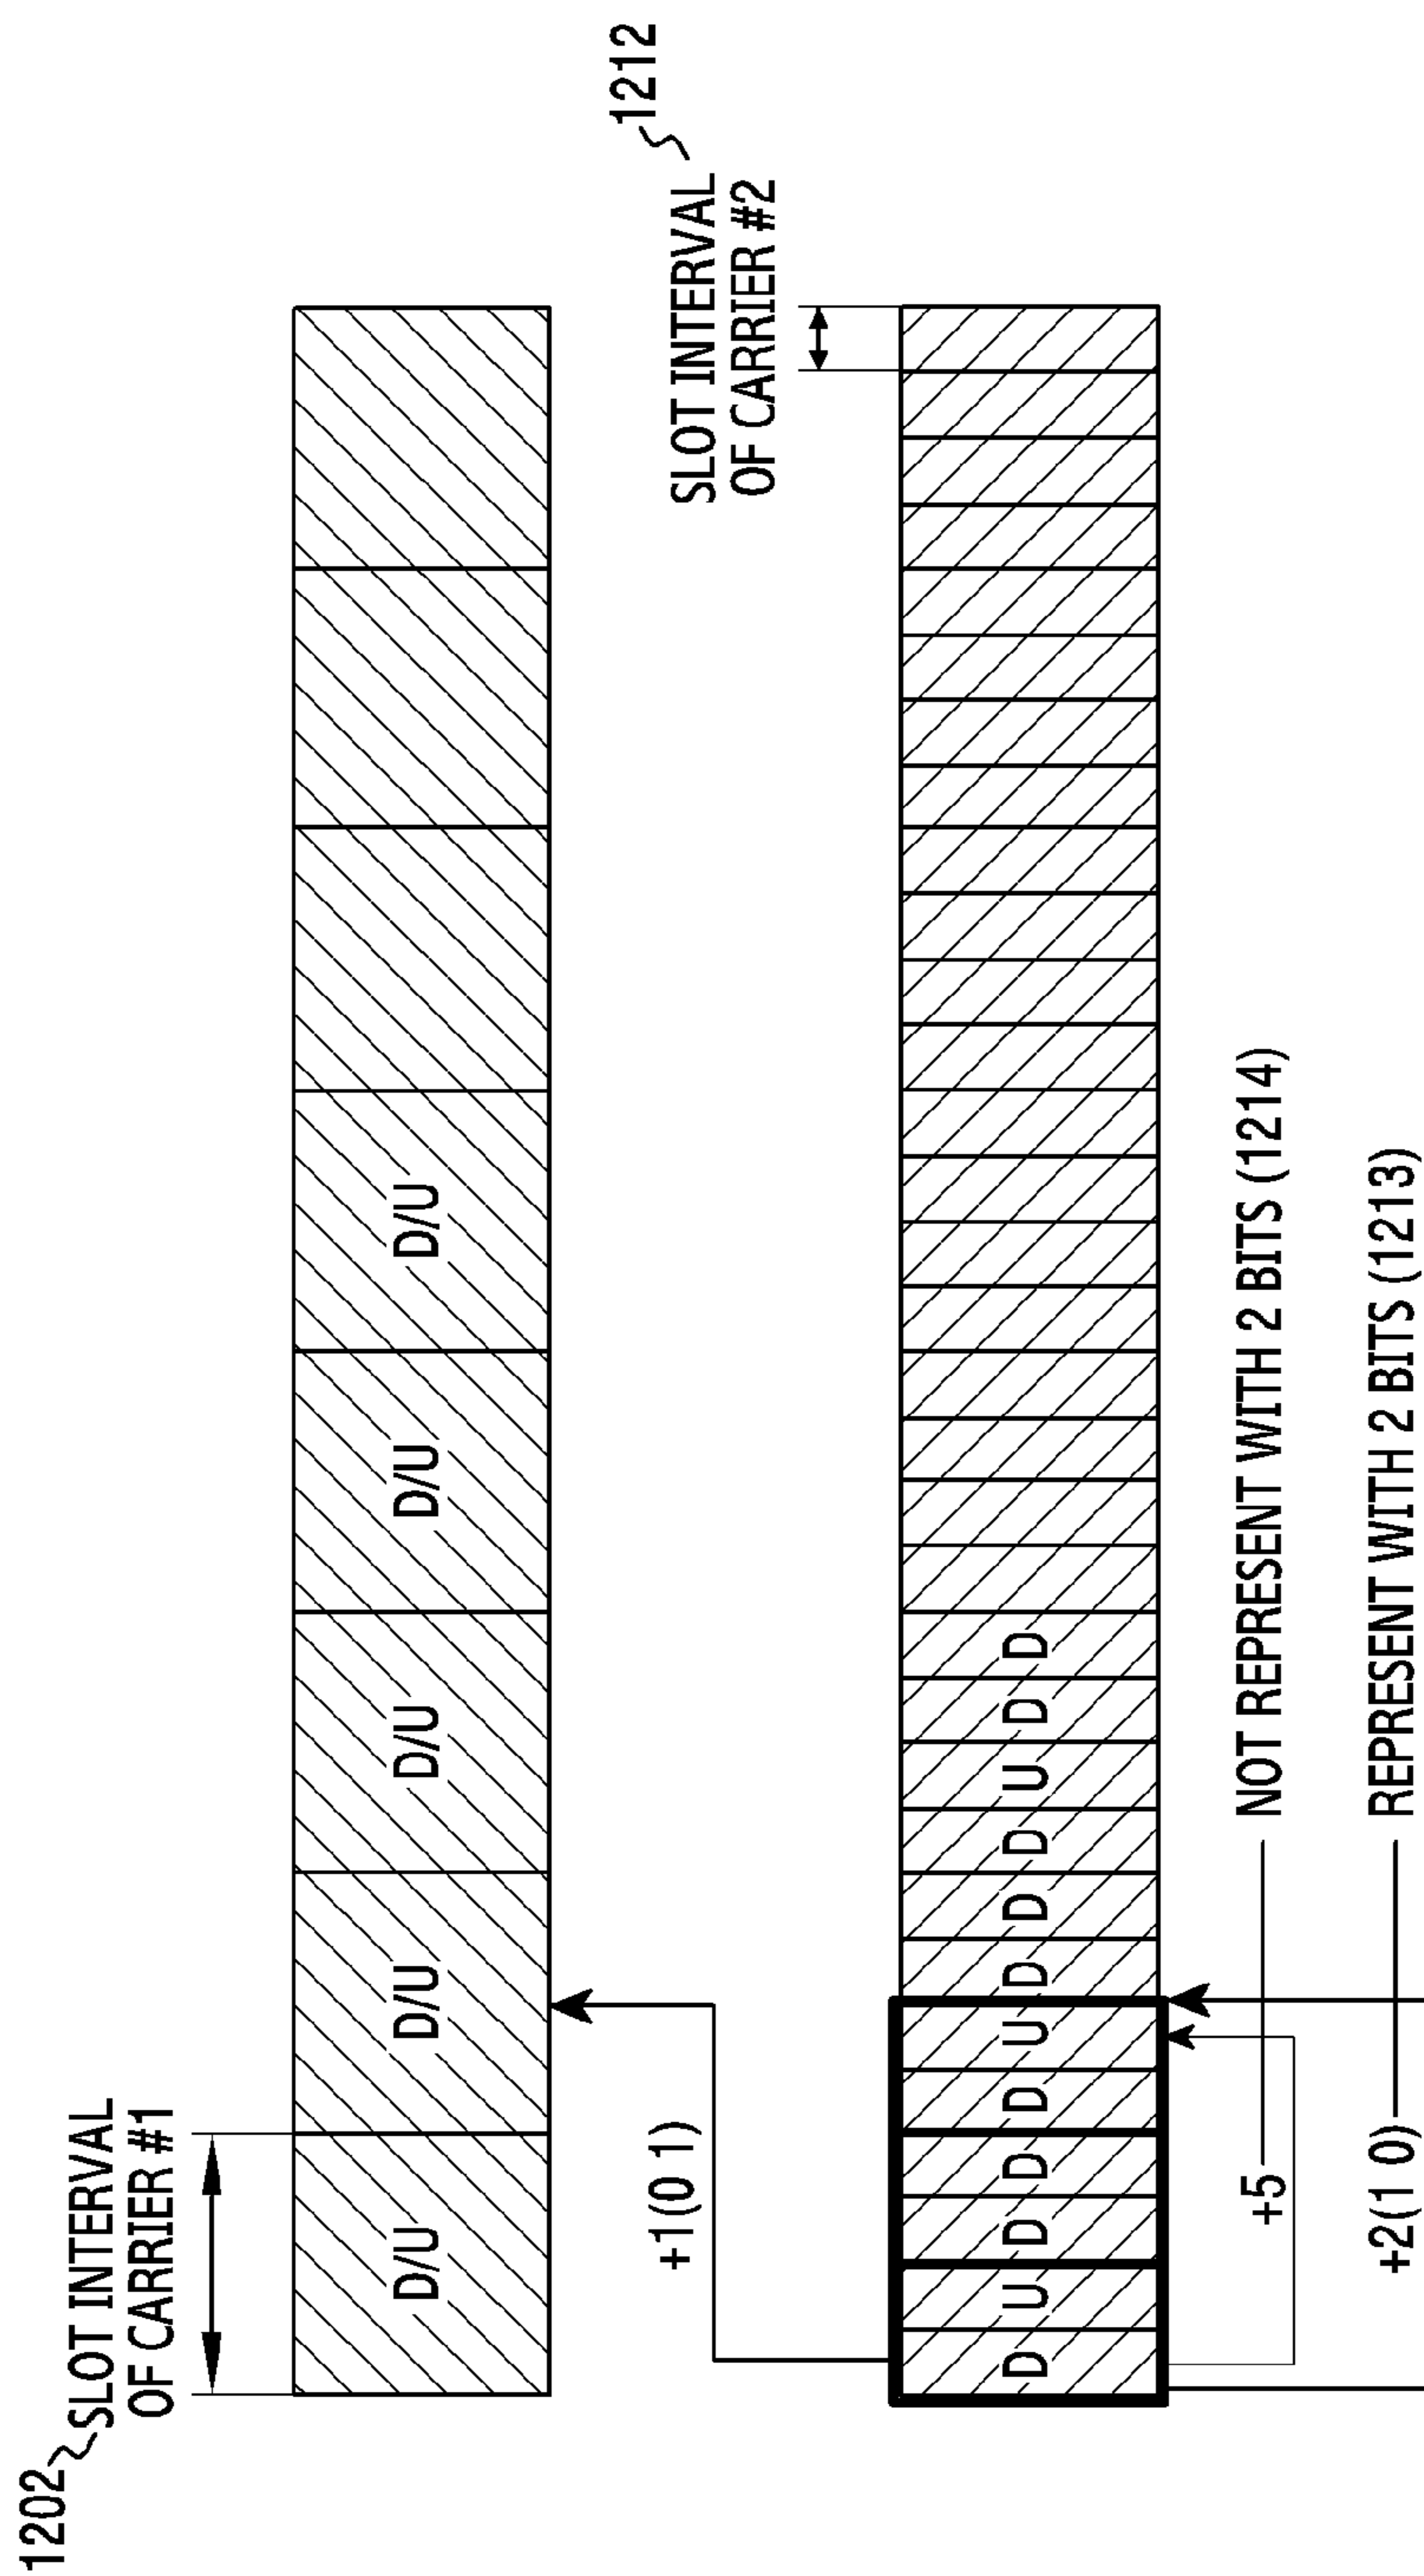 1202
SLOT INTERVAL
OF CARRIER #1
D/U
D/U
D/U
D/U
D/U
+1(0 1)
SLOT INTERVAL
OF CARRIER #2
1212
D
U
D
D
D
U
D
D
D
U
D
D
+5
NOT REPRESENT WITH 2 BITS (1214)
+2(1 0)
REPRESENT WITH 2 BITS (1213)